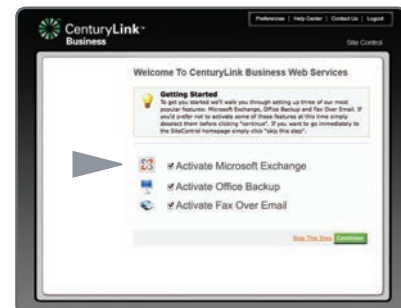 Preferences | Help Center | Contact Us | Logout
CenturyLink™
Business
Site Control
Welcome To CenturyLink Business Web Services
Getting Started
To get you started we'll walk you through setting up three of our most
popular features: Microsoft Exchange, Office Backup and Fax Over Email. If
you'd prefer not to activate some of these features at this time simply
deselect them before clicking "continue". If you want to go immediately to
the SiteControl homepage simply click "skip this step".
Activate Microsoft Exchange
Activate Office Backup
Activate Fax Over Email
Skip This Step Continue